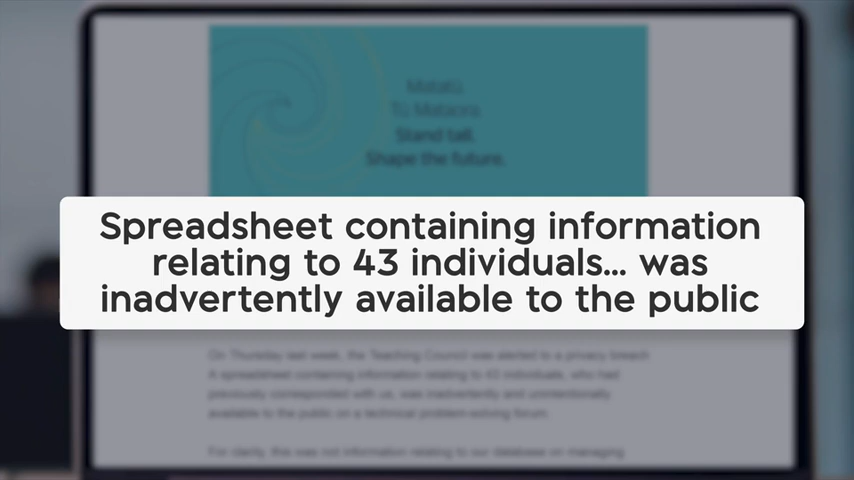 Matatū
Tū Mataora
Stand tall.
Shape the future.
Spreadsheet containing information
relating to 43 individuals... was
inadvertently available to the public
On Thursday last week, the Teaching Council was alerted to a privacy breach
A spreadsheet containing information relating to 43 individuals, who had
previously corresponded with us, was inadvertently and unintentionally
available to the public on a technical problem-solving forum.
For clarity, this was not information relating to our database on managing